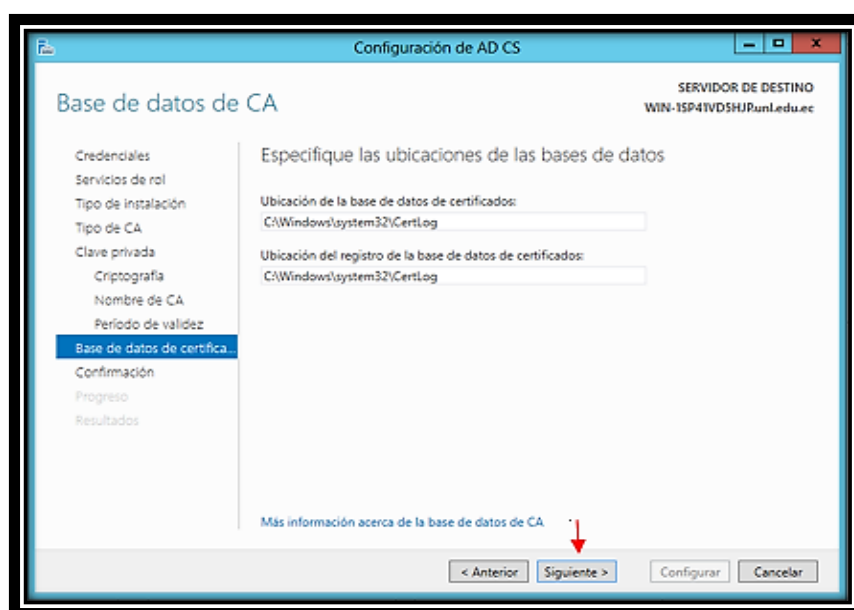 Configuración de AD CS
Base de datos de CA
SERVIDOR DE DESTINO
WIN-1SP41VD5HJP.unl.edu.ec
Credenciales
Servicios de rol
Tipo de instalación
Tipo de CA
Clave privada
Criptografía
Nombre de CA
Período de validez
Base de datos de certifica...
Confirmación
Progreso
Resultados
Especifique las ubicaciones de las bases de datos
Ubicación de la base de datos de certificados:
C:\Windows\system32\CertLog
Ubicación del registro de la base de datos de certificados:
C:\Windows\system32\CertLog
Más información acerca de la base de datos de CA
< Anterior
Siguiente >
Configurar
Cancelar